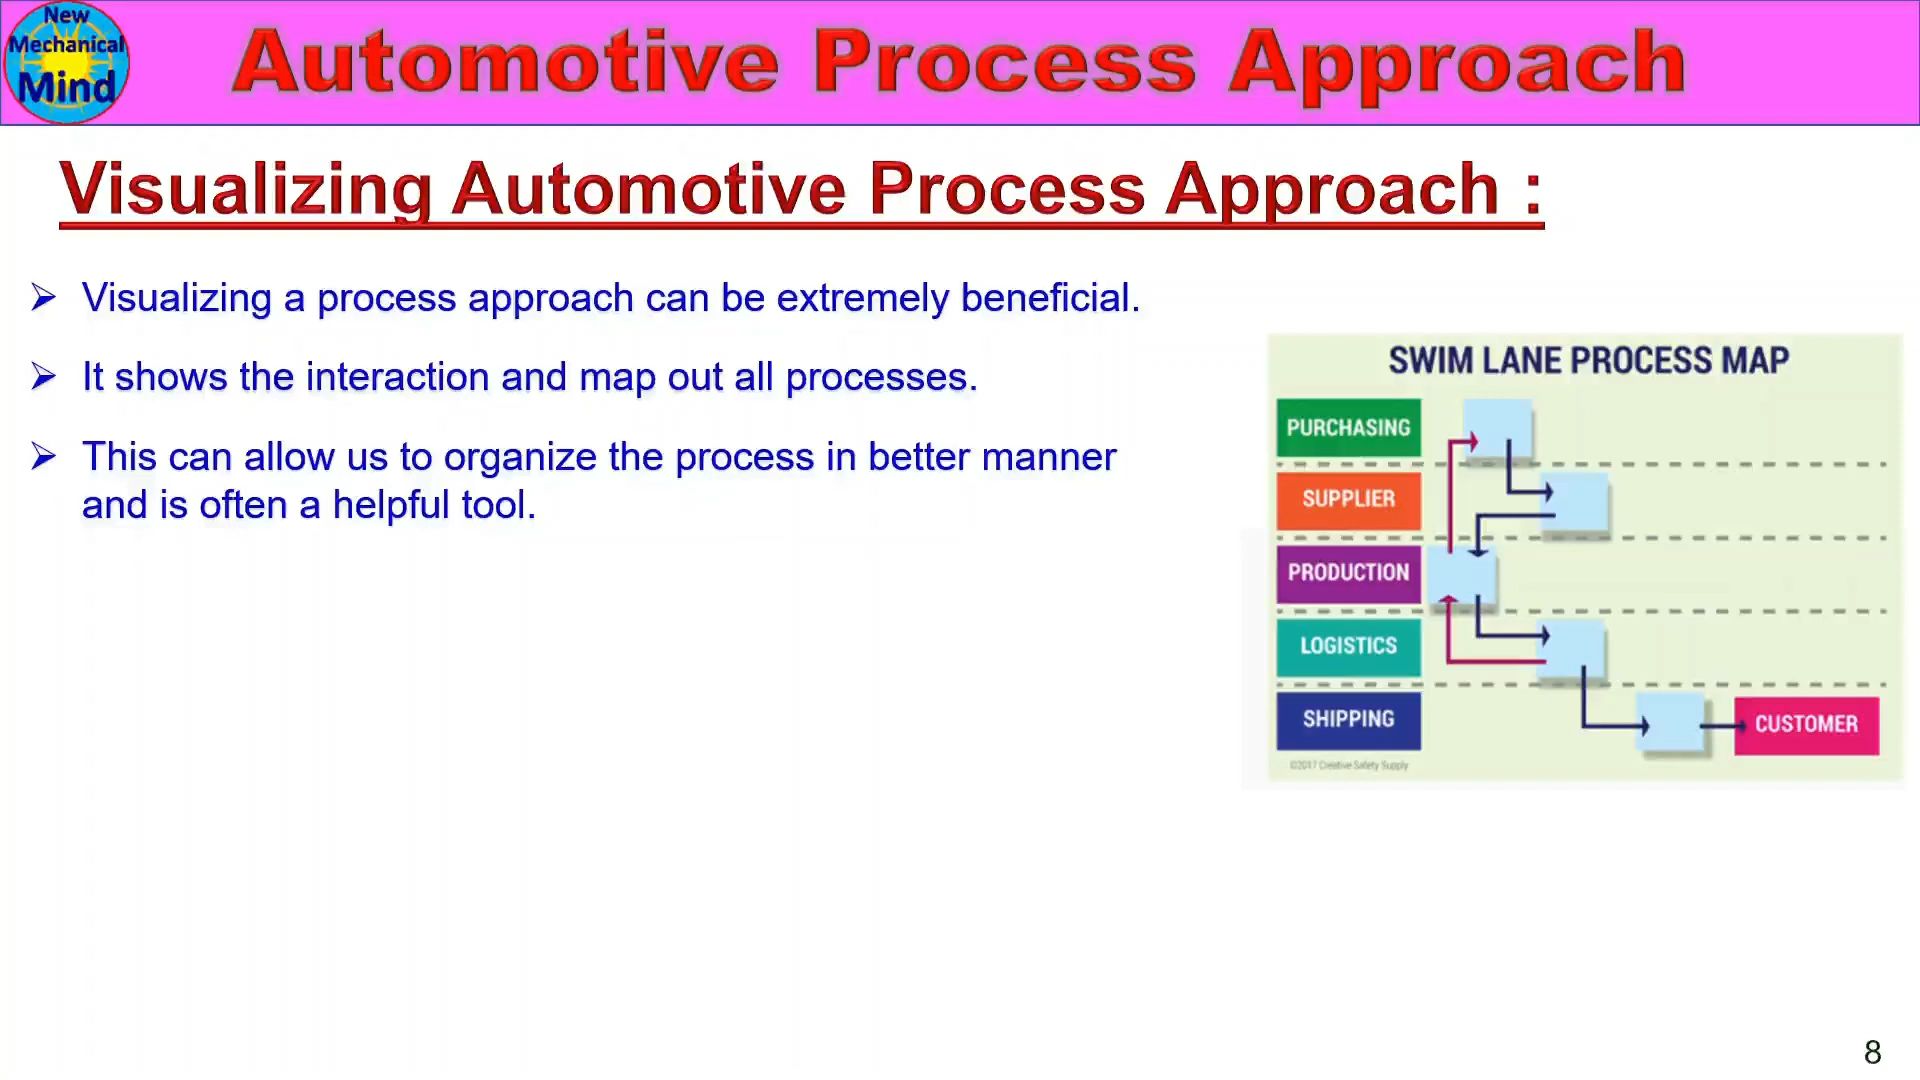 New
Mechanical
Mind
Automotive Process Approach
Visualizing Automotive Process Approach :
➢ Visualizing a process approach can be extremely beneficial.
➢ It shows the interaction and map out all processes.
➢ This can allow us to organize the process in better manner
and is often a helpful tool.
SWIM LANE PROCESS MAP
PURCHASING
SUPPLIER
PRODUCTION
LOGISTICS
SHIPPING
CUSTOMER
©2017 Creative Safety Supply
8